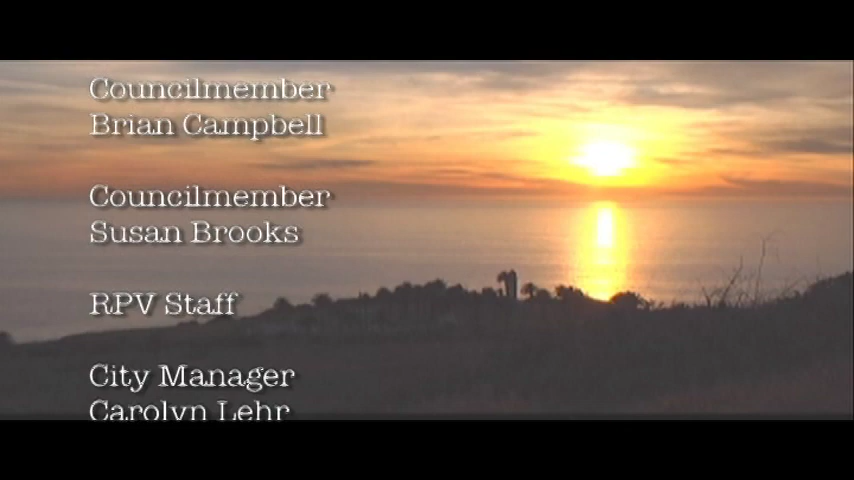 Councilmember
Brian Campbell
Councilmember
Susan Brooks
RPV Staff
City Manager
Carolyn Lehr